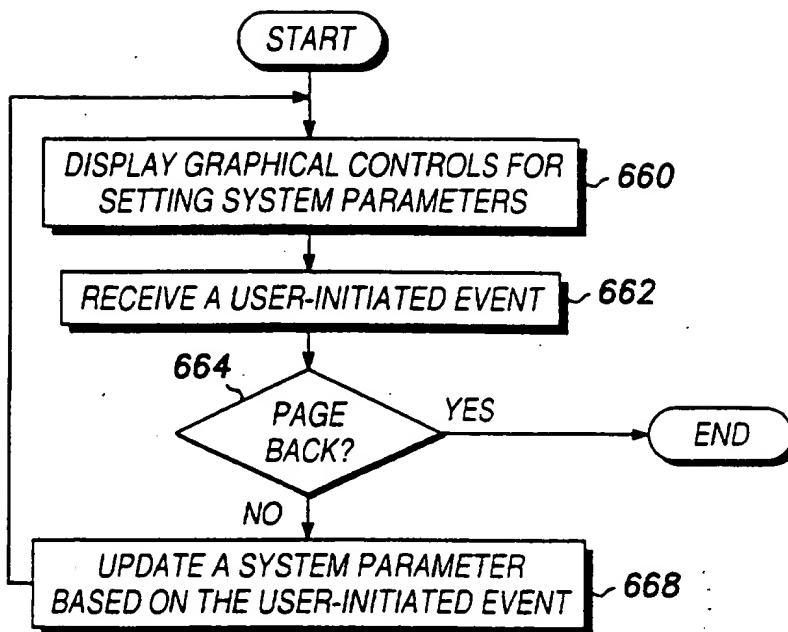 START
DISPLAY GRAPHICAL CONTROLS FOR
SETTING SYSTEM PARAMETERS
660
RECEIVE A USER-INITIATED EVENT
662
664
PAGE
BACK?
YES
END
NO
UPDATE A SYSTEM PARAMETER
BASED ON THE USER-INITIATED EVENT
668